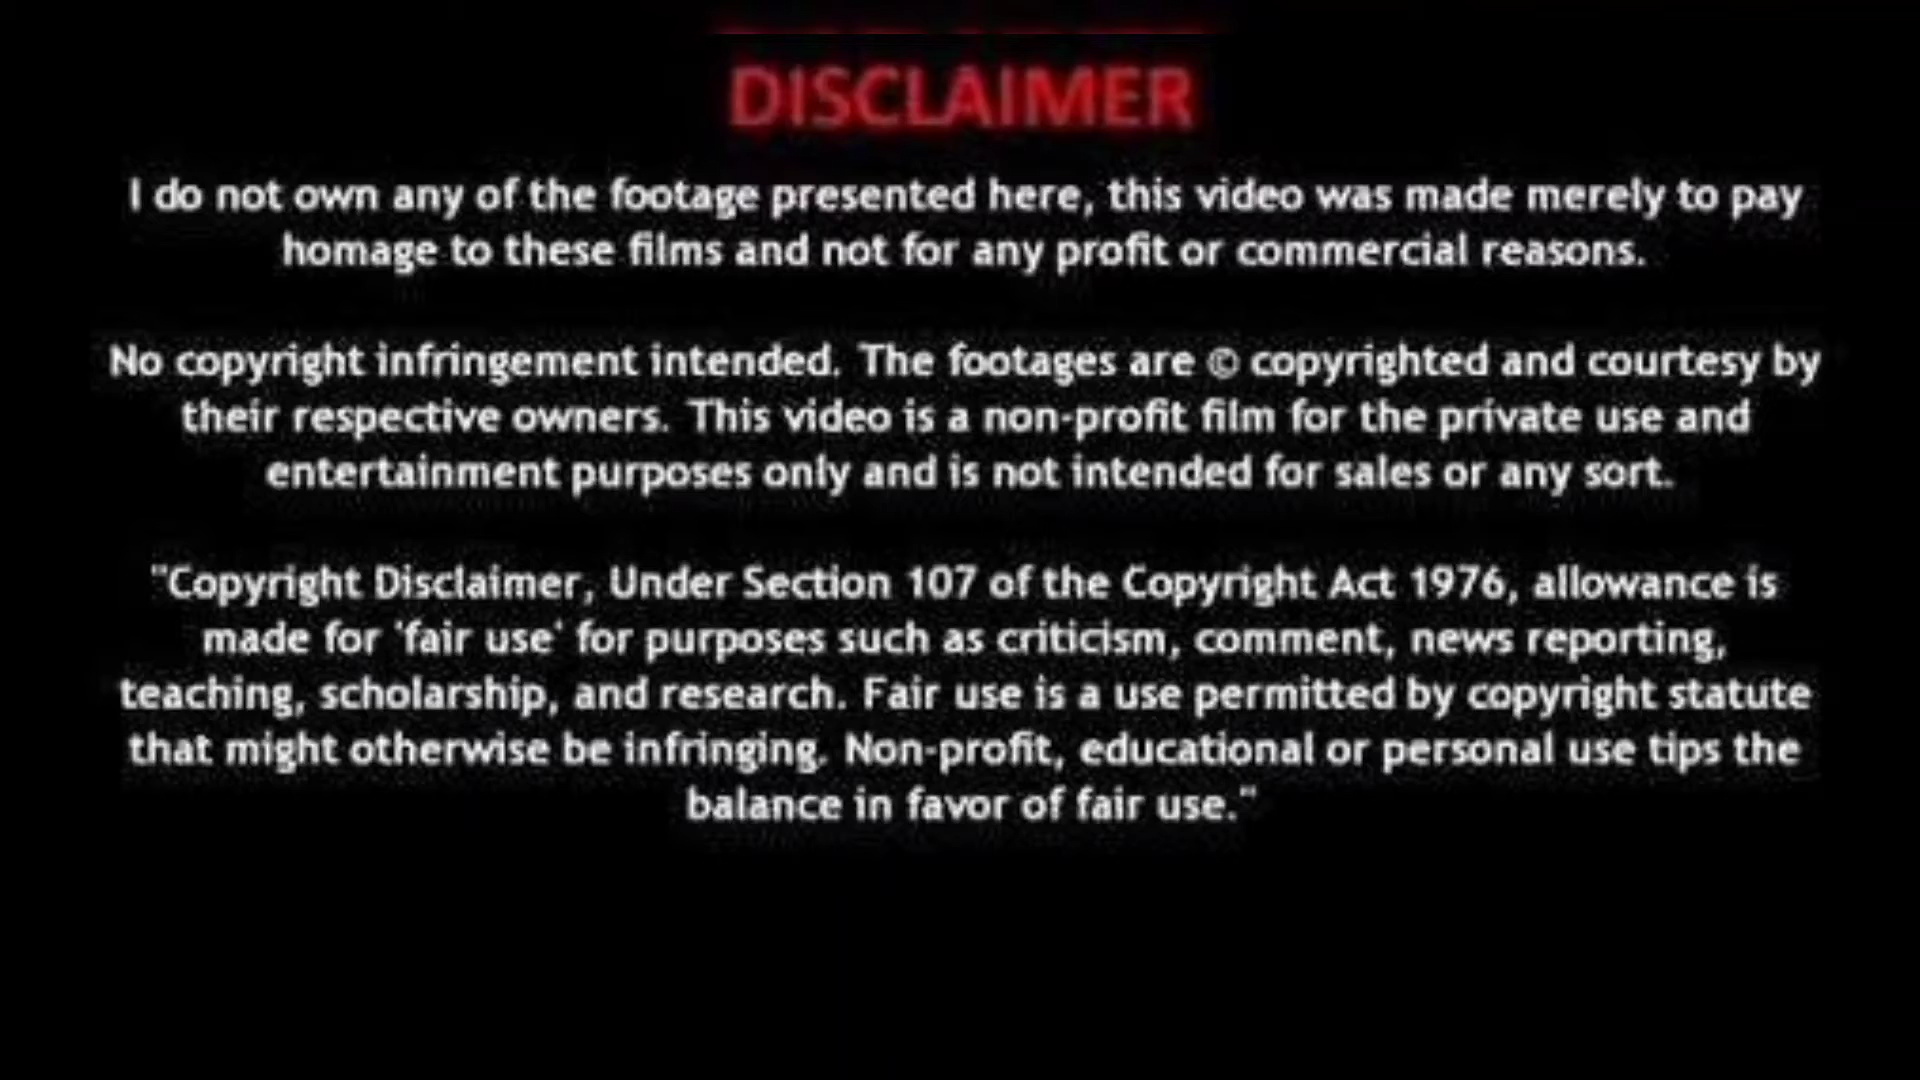 DISCLAIMER
I do not own any of the footage presented here, this video was made merely to pay
homage to these films and not for any profit or commercial reasons.
No copyright infringement intended. The footages are © copyrighted and courtesy by
their respective owners. This video is a non-profit film for the private use and
entertainment purposes only and is not intended for sales or any sort.
"Copyright Disclaimer, Under Section 107 of the Copyright Act 1976, allowance is
made for 'fair use' for purposes such as criticism, comment, news reporting,
teaching, scholarship, and research. Fair use is a use permitted by copyright statute
that might otherwise be infringing. Non-profit, educational or personal use tips the
balance in favor of fair use."